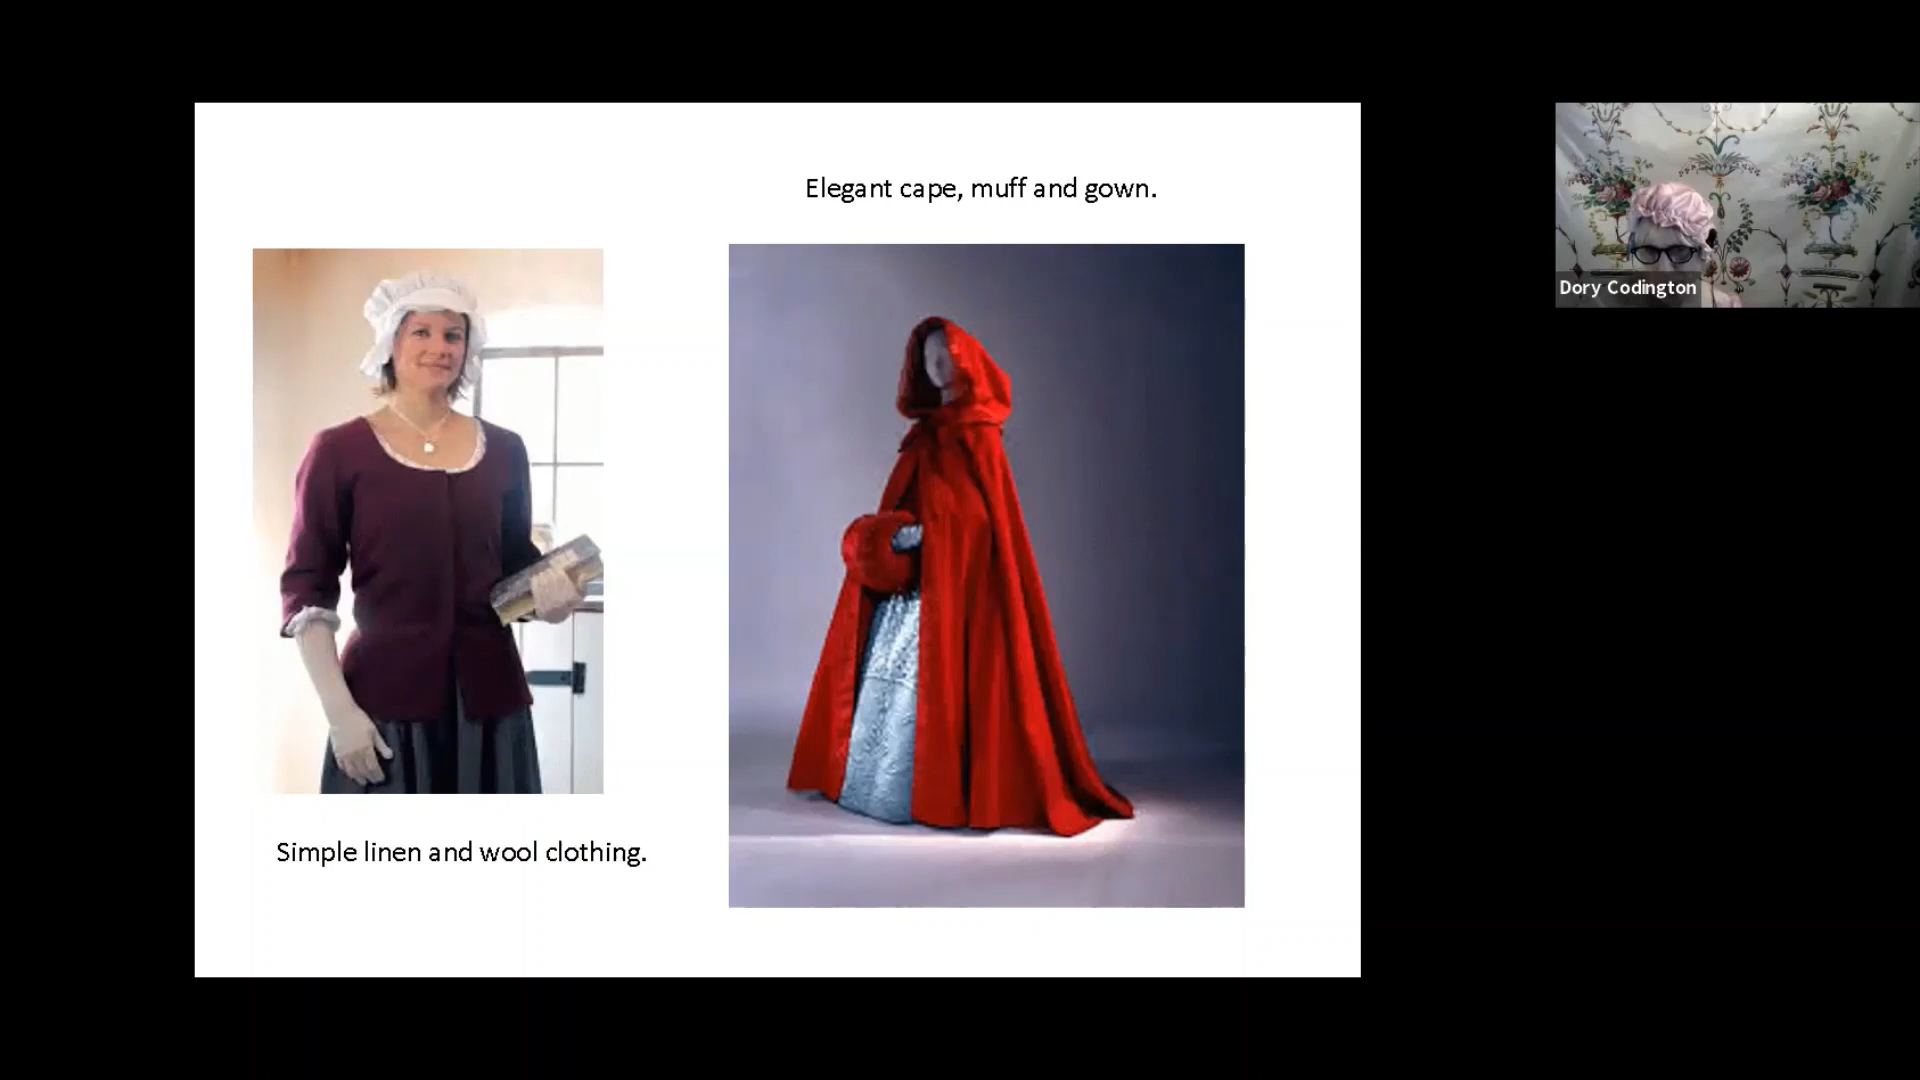 Elegant cape, muff and gown.
Dory Codington
Simple linen and wool clothing.